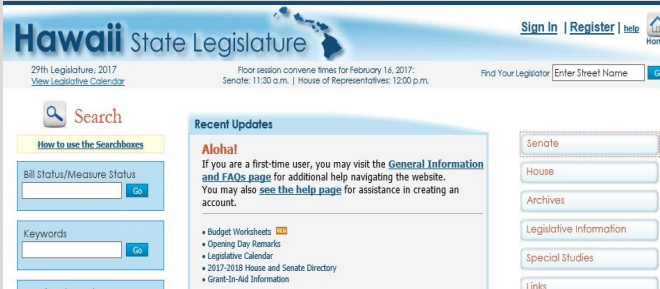 Hawaii State Legislature
Sign In | Register | help
29th Legislature, 2017
View Legislative Calendar
Floor session convene times for February 16, 2017:
Senate: 11:30 a.m. | House of Representatives: 12:00 p.m.
Find Your Legislator Enter Street Name
Search
How to use the Searchboxes
Bill Status/Measure Status
Go
Keywords
Go
Recent Updates
Aloha!
If you are a first-time user, you may visit the General Information
and FAQs page for additional help navigating the website.
You may also see the help page for assistance in creating an
account.
• Budget Worksheets NEW
• Opening Day Remarks
• Legislative Calendar
• 2017-2018 House and Senate Directory
• Grant-In-Aid Information
Senate
House
Archives
Legislative Information
Special Studies
Links